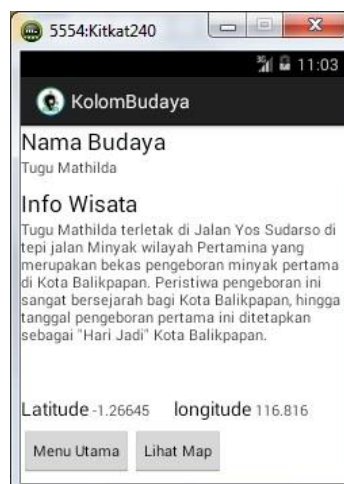 5554:Kitkat240
3G 11:03
KolomBudaya
Nama Budaya
Tugu Mathilda
Info Wisata
Tugu Mathilda terletak di Jalan Yos Sudarso di
tepi jalan Minyak wilayah Pertamina yang
merupakan bekas pengeboran minyak pertama
di Kota Balikpapan. Peristiwa pengeboran ini
sangat bersejarah bagi Kota Balikpapan, hingga
tanggal pengeboran pertama ini ditetapkan
sebagai "Hari Jadi" Kota Balikpapan.
Latitude -1.26645 longitude 116.816
Menu Utama Lihat Map